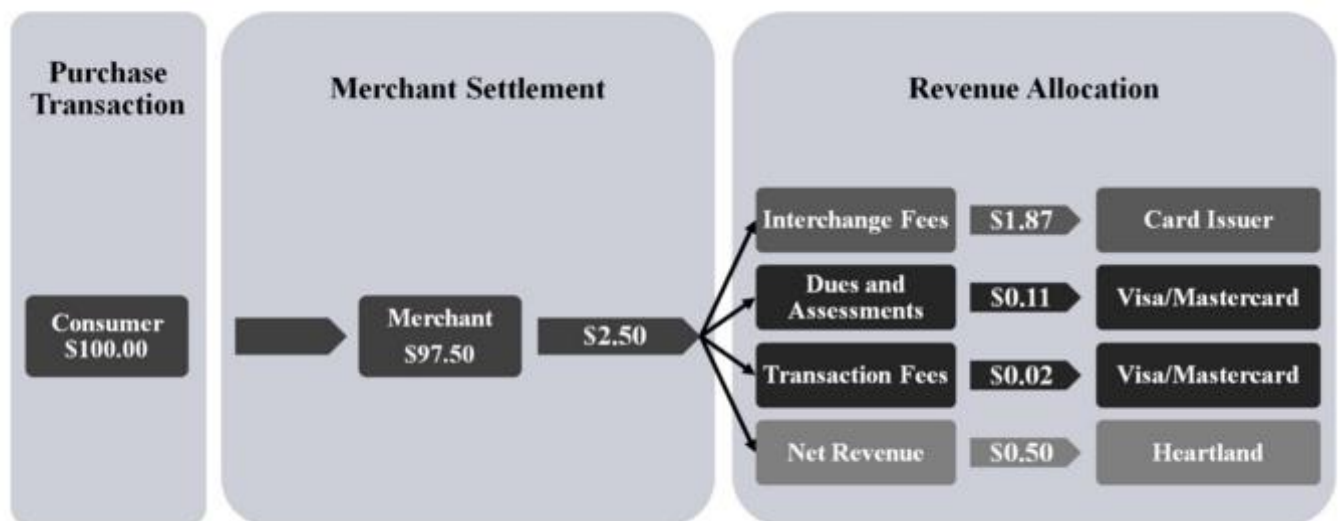 Purchase
Transaction
Merchant Settlement
Revenue Allocation
Consumer
$100.00
Merchant
$97.50
$2.50
Interchange Fees
$1.87
Card Issuer
Dues and
Assessments
$0.11
Visa/Mastercard
Transaction Fees
$0.02
Visa/Mastercard
Net Revenue
$0.50
Heartland